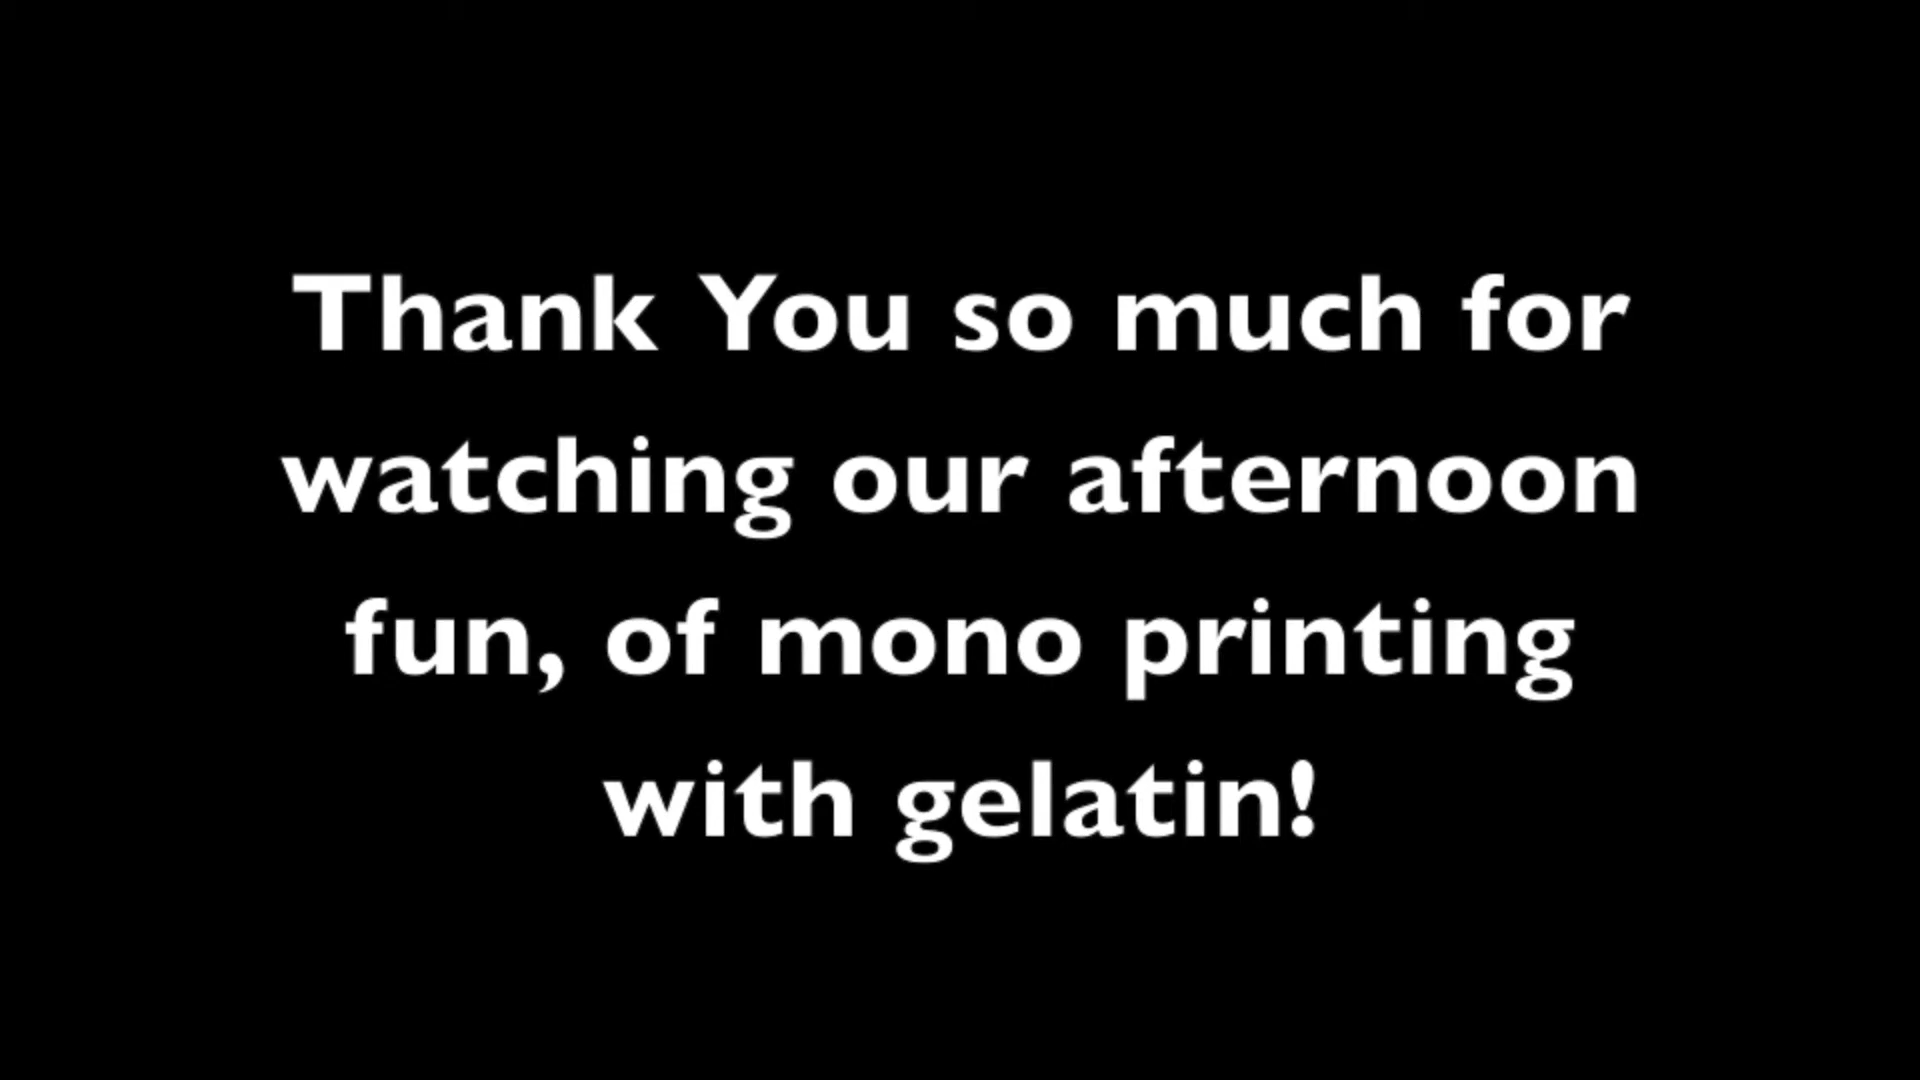 Thank You so much for
watching our afternoon
fun, of mono printing
with gelatin!